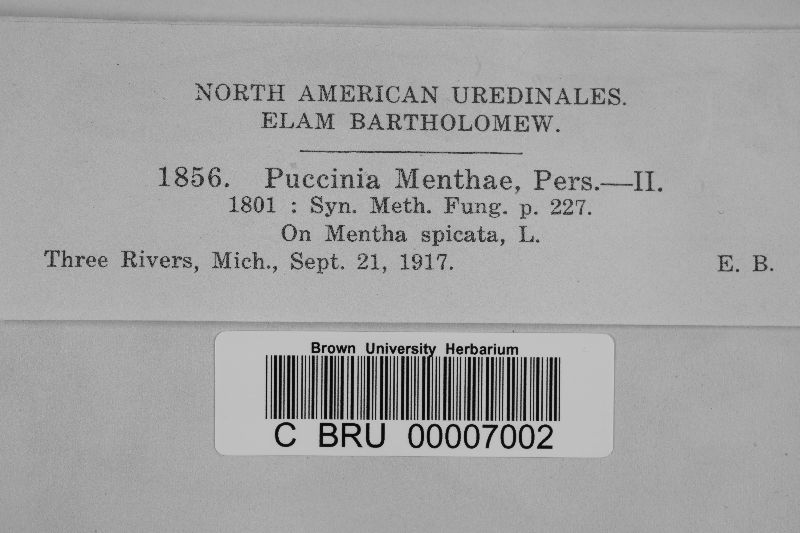 NORTH AMERICAN UREDINALES.
ELAM BARTHOLOMEW.
1856. Puccinia Menthae, Pers.—II.
1801 : Syn. Meth. Fung. p. 227.
On Mentha spicata, L.
Three Rivers, Mich., Sept. 21, 1917. E. B.
Brown University Herbarium
C BRU 00007002